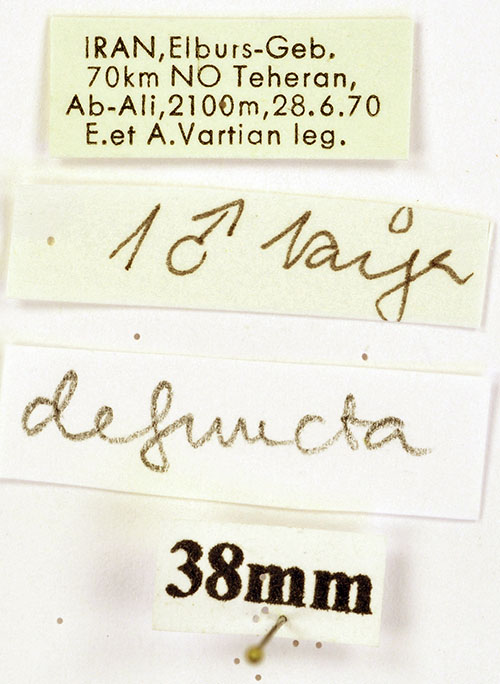 IRAN,Elburs-Geb.
70km NO Teheran,
Ab-Ali,2100m,28.6.70
E.et A.Vartian leg.
1 ♂
defuncta
38mm